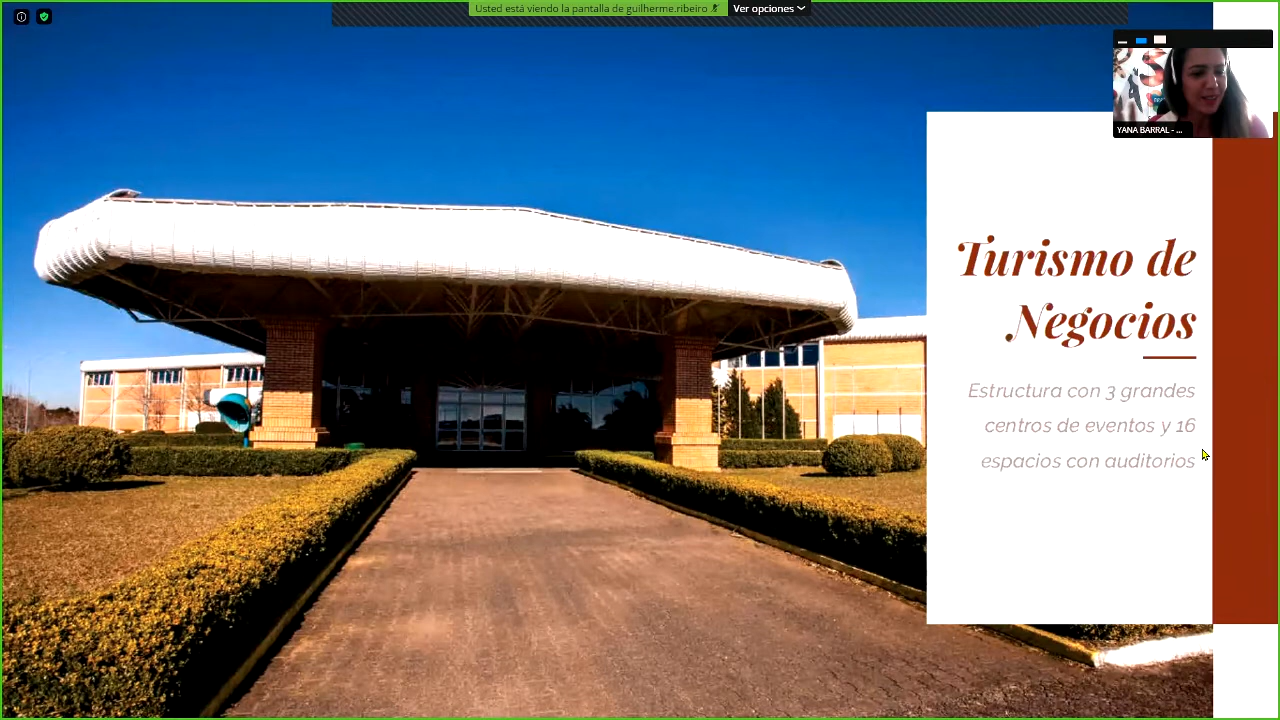 Usted está viendo la pantalla de guilherme.ribeiro
Ver opciones
YANA BARRAL - ...
Turismo de
Negocios
Estructura con 3 grandes
centros de eventos y 16
espacios con auditorios